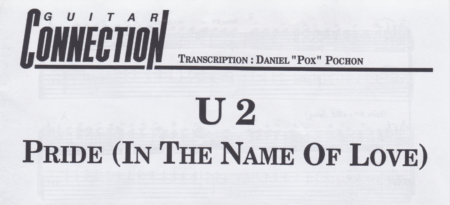 GUITAR
CONNECTION
TRANSCRIPTION : DANIEL "POX" POCHON
U 2
PRIDE (IN THE NAME OF LOVE)